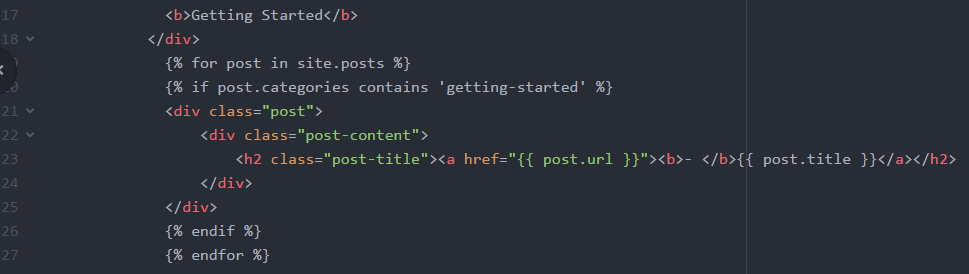 17 <b>Getting Started</b>
18 </div>
{% for post in site.posts %}
{% if post.categories contains 'getting-started' %}
21 <div class="post">
22 <div class="post-content">
23 <h2 class="post-title"><a href="{{ post.url }}"><b>- </b>{{ post.title }}</a></h2>
24 </div>
25 </div>
26 {% endif %}
27 {% endfor %}